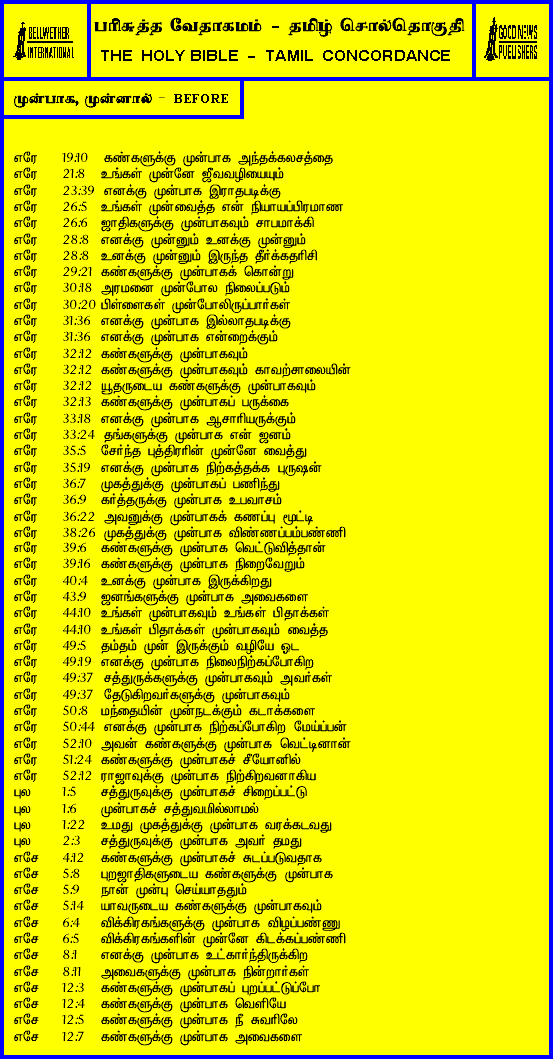 BELLWETHER
INTERNATIONAL
பரிசுத்த வேதாகமம் - தமிழ் சொல்தொகுதி
THE HOLY BIBLE - TAMIL CONCORDANCE
GOOD NEWS
PUBLISHERS
முன்பாக, முன்னால் - BEFORE
எரே 19:10 கண்களுக்கு முன்பாக அந்தக்கலசத்தை
எரே 21:8 உங்கள் முன்னே ஜீவவழியையும்
எரே 23:39 எனக்கு முன்பாக இராதபடிக்கு
எரே 26:5 உங்கள் முன்வைத்த என் நியாயப்பிரமாண
எரே 26:6 ஜாதிகளுக்கு முன்பாகவும் சாபமாக்கி
எரே 28:8 எனக்கு முன்னும் உனக்கு முன்னும்
எரே 28:8 உனக்கு முன்னும் இருந்த தீர்க்கதரிசி
எரே 29:21 கண்களுக்கு முன்பாகக் கொன்று
எரே 30:18 அரமனை முன்போல நிலைப்படும்
எரே 30:20 பிள்ளைகள் முன்போலிருப்பார்கள்
எரே 31:36 எனக்கு முன்பாக இல்லாதபடிக்கு
எரே 31:36 எனக்கு முன்பாக என்றைக்கும்
எரே 32:12 கண்களுக்கு முன்பாகவும்
எரே 32:12 கண்களுக்கு முன்பாகவும் காவற்சாலையின்
எரே 32:12 யூதருடைய கண்களுக்கு முன்பாகவும்
எரே 32:13 கண்களுக்கு முன்பாகப் பருக்கை
எரே 33:18 எனக்கு முன்பாக ஆசாரியருக்கும்
எரே 33:24 தங்களுக்கு முன்பாக என் ஜனம்
எரே 35:5 சேர்ந்த புத்திரரின் முன்னே வைத்து
எரே 35:19 எனக்கு முன்பாக நிற்கத்தக்க புருஷன்
எரே 36:7 முகத்துக்கு முன்பாகப் பணிந்து
எரே 36:9 கர்த்தருக்கு முன்பாக உபவாசம்
எரே 36:22 அவனுக்கு முன்பாகக் கணப்பு மூட்டி
எரே 38:26 முகத்துக்கு முன்பாக விண்ணப்பம்பண்ணி
எரே 39:6 கண்களுக்கு முன்பாக வெட்டுவித்தான்
எரே 39:16 கண்களுக்கு முன்பாக நிறைவேறும்
எரே 40:4 உனக்கு முன்பாக இருக்கிறது
எரே 43:9 ஜனங்களுக்கு முன்பாக அவைகளை
எரே 44:10 உங்கள் முன்பாகவும் உங்கள் பிதாக்கள்
எரே 44:10 உங்கள் பிதாக்கள் முன்பாகவும் வைத்த
எரே 49:5 தம்தம் முன் இருக்கும் வழியே ஓட
எரே 49:19 எனக்கு முன்பாக நிலைநிற்கப்போகிற
எரே 49:37 சத்துருக்களுக்கு முன்பாகவும் அவர்கள்
எரே 49:37 தேடுகிறவர்களுக்கு முன்பாகவும்
எரே 50:8 மந்தையின் முன்நடக்கும் கடாக்களை
எரே 50:44 எனக்கு முன்பாக நிற்கப்போகிற மேய்ப்பன்
எரே 52:10 அவன் கண்களுக்கு முன்பாக வெட்டினான்
எரே 51:24 கண்களுக்கு முன்பாகச் சீயோனில்
எரே 52:12 ராஜாவுக்கு முன்பாக நிற்கிறவனாகிய
புல 1:5 சத்துருவுக்கு முன்பாகச் சிறைப்பட்டு
புல 1:6 முன்பாகச் சத்துவமில்லாமல்
புல 1:22 உமது முகத்துக்கு முன்பாக வரக்கடவது
புல 2:3 சத்துருவுக்கு முன்பாக அவர் தமது
எசே 4:12 கண்களுக்கு முன்பாகச் சுடப்படுவதாக
எசே 5:8 புறஜாதிகளுடைய கண்களுக்கு முன்பாக
எசே 5:9 நான் முன்பு செய்யாததும்
எசே 5:14 யாவருடைய கண்களுக்கு முன்பாகவும்
எசே 6:4 விக்கிரகங்களுக்கு முன்பாக விழப்பண்ணு
எசே 6:5 விக்கிரகங்களின் முன்னே கிடக்கப்பண்ணி
எசே 8:1 எனக்கு முன்பாக உட்கார்ந்திருக்கிற
எசே 8:11 அவைகளுக்கு முன்பாக நின்றார்கள்
எசே 12:3 கண்களுக்கு முன்பாகப் புறப்பட்டுப்போ
எசே 12:4 கண்களுக்கு முன்பாக வெளியே
எசே 12:5 கண்களுக்கு முன்பாக நீ சுவரிலே
எசே 12:7 கண்களுக்கு முன்பாக அவைகளை